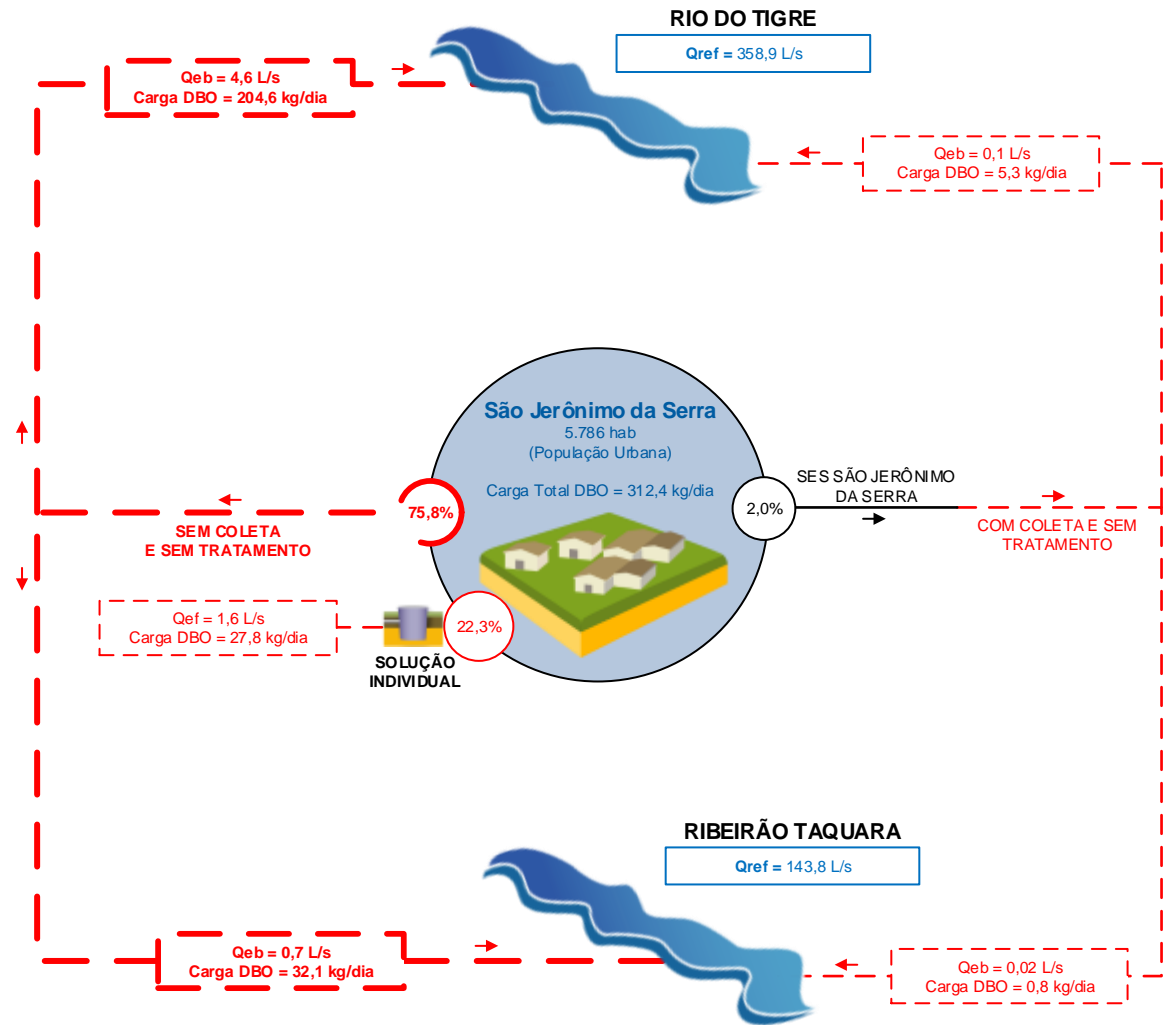 RIO DO TIGRE
Qref = 358,9 L/s
Qeb = 4,6 L/s
Carga DBO = 204,6 kg/dia
Qeb = 0,1 L/s
Carga DBO = 5,3 kg/dia
São Jerônimo da Serra
5.786 hab
(População Urbana)
Carga Total DBO = 312,4 kg/dia
75,8%
SEM COLETA
E SEM TRATAMENTO
2,0%
SES SÃO JERÔNIMO
DA SERRA
COM COLETA E SEM
TRATAMENTO
Qef = 1,6 L/s
Carga DBO = 27,8 kg/dia
22,3%
SOLUÇÃO
INDIVIDUAL
RIBEIRÃO TAQUARA
Qref = 143,8 L/s
Qeb = 0,7 L/s
Carga DBO = 32,1 kg/dia
Qeb = 0,02 L/s
Carga DBO = 0,8 kg/dia